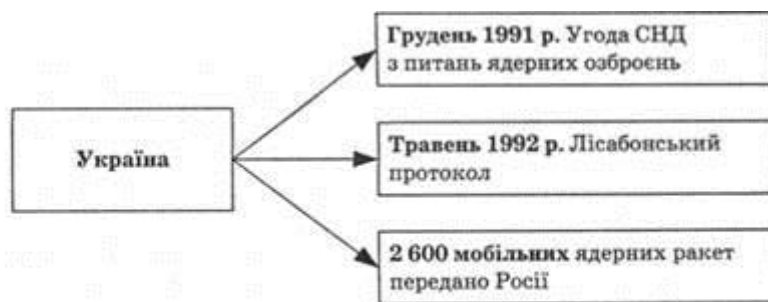 Грудень 1991 р. Угода СНД
з питань ядерних озброєнь
Україна
Травень 1992 р. Лісабонський
протокол
2 600 мобільних ядерних ракет
передано Росії